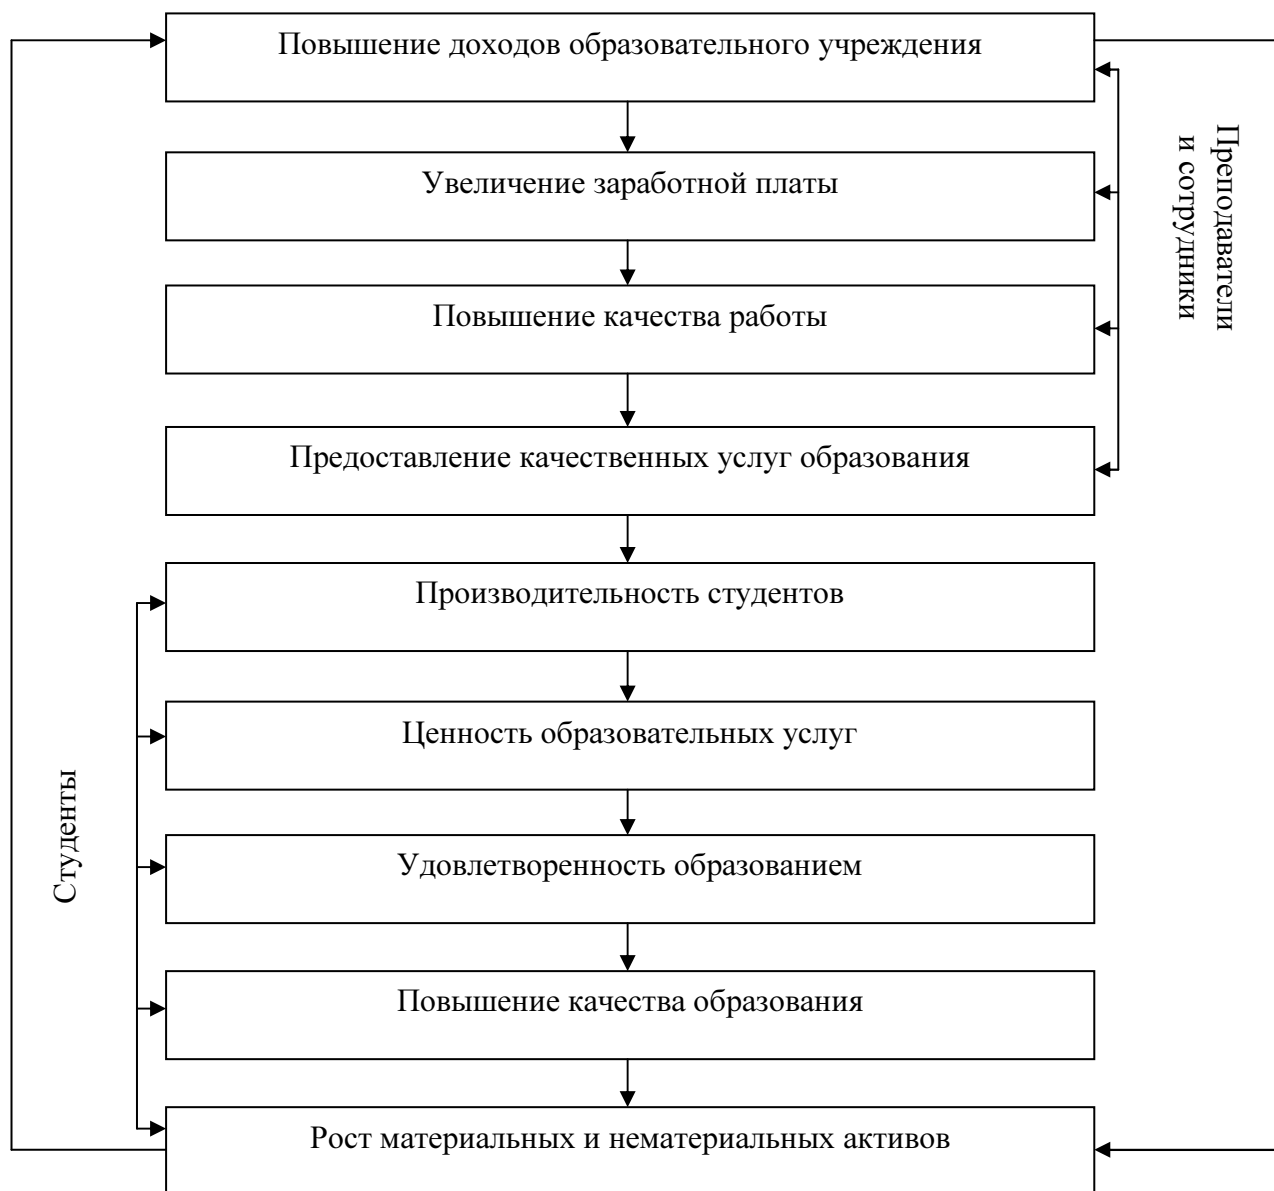 Повышение доходов образовательного учреждения
Увеличение заработной платы
Преподаватели
и сотрудники
Повышение качества работы
Предоставление качественных услуг образования
Производительность студентов
Ценность образовательных услуг
Студенты
Удовлетворенность образованием
Повышение качества образования
Рост материальных и нематериальных активов